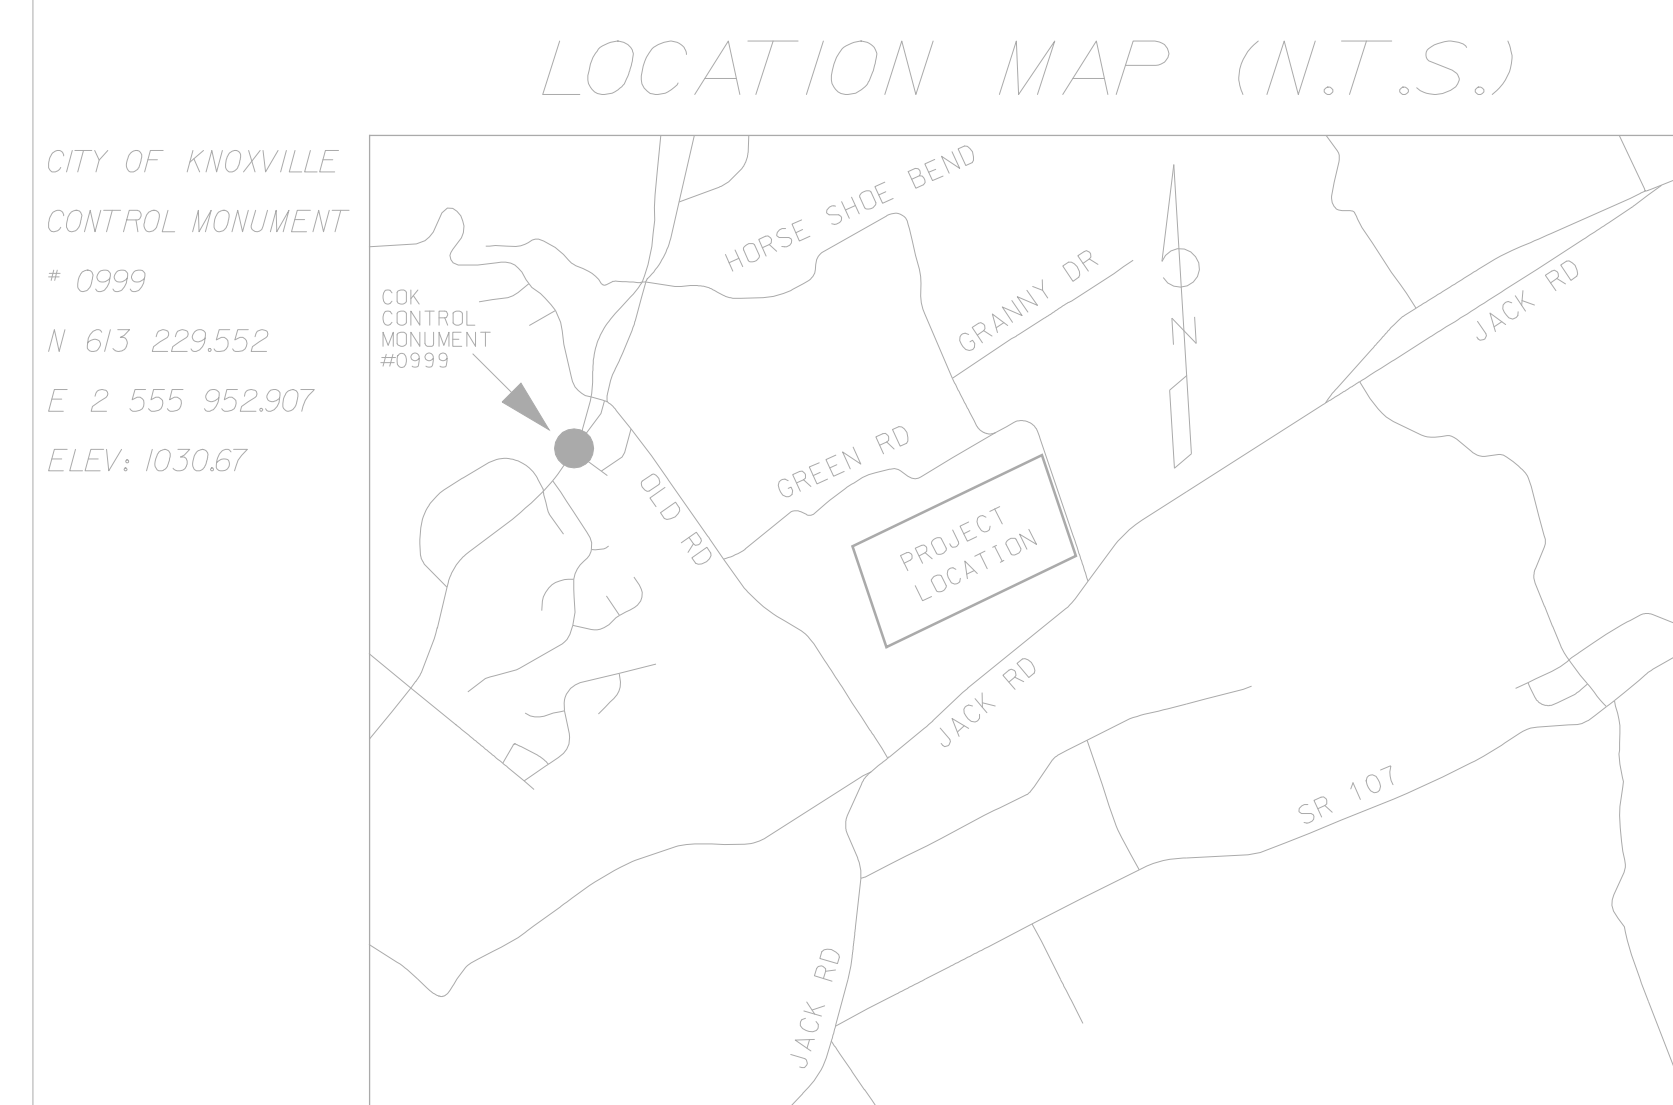 LOCATION MAP (N.T.S.)
CITY OF KNOXVILLE
CONTROL MONUMENT
# 0999
N 613 229.552
E 2 555 952.907
ELEV: 1030.67
COK
CONTROL
MONUMENT
#0999
HORSE SHOE BEND
GRANNY DR
N
JACK RD
GREEN RD
OLD RD
PROJECT
LOCATION
JACK RD
SR 107
JACK RD